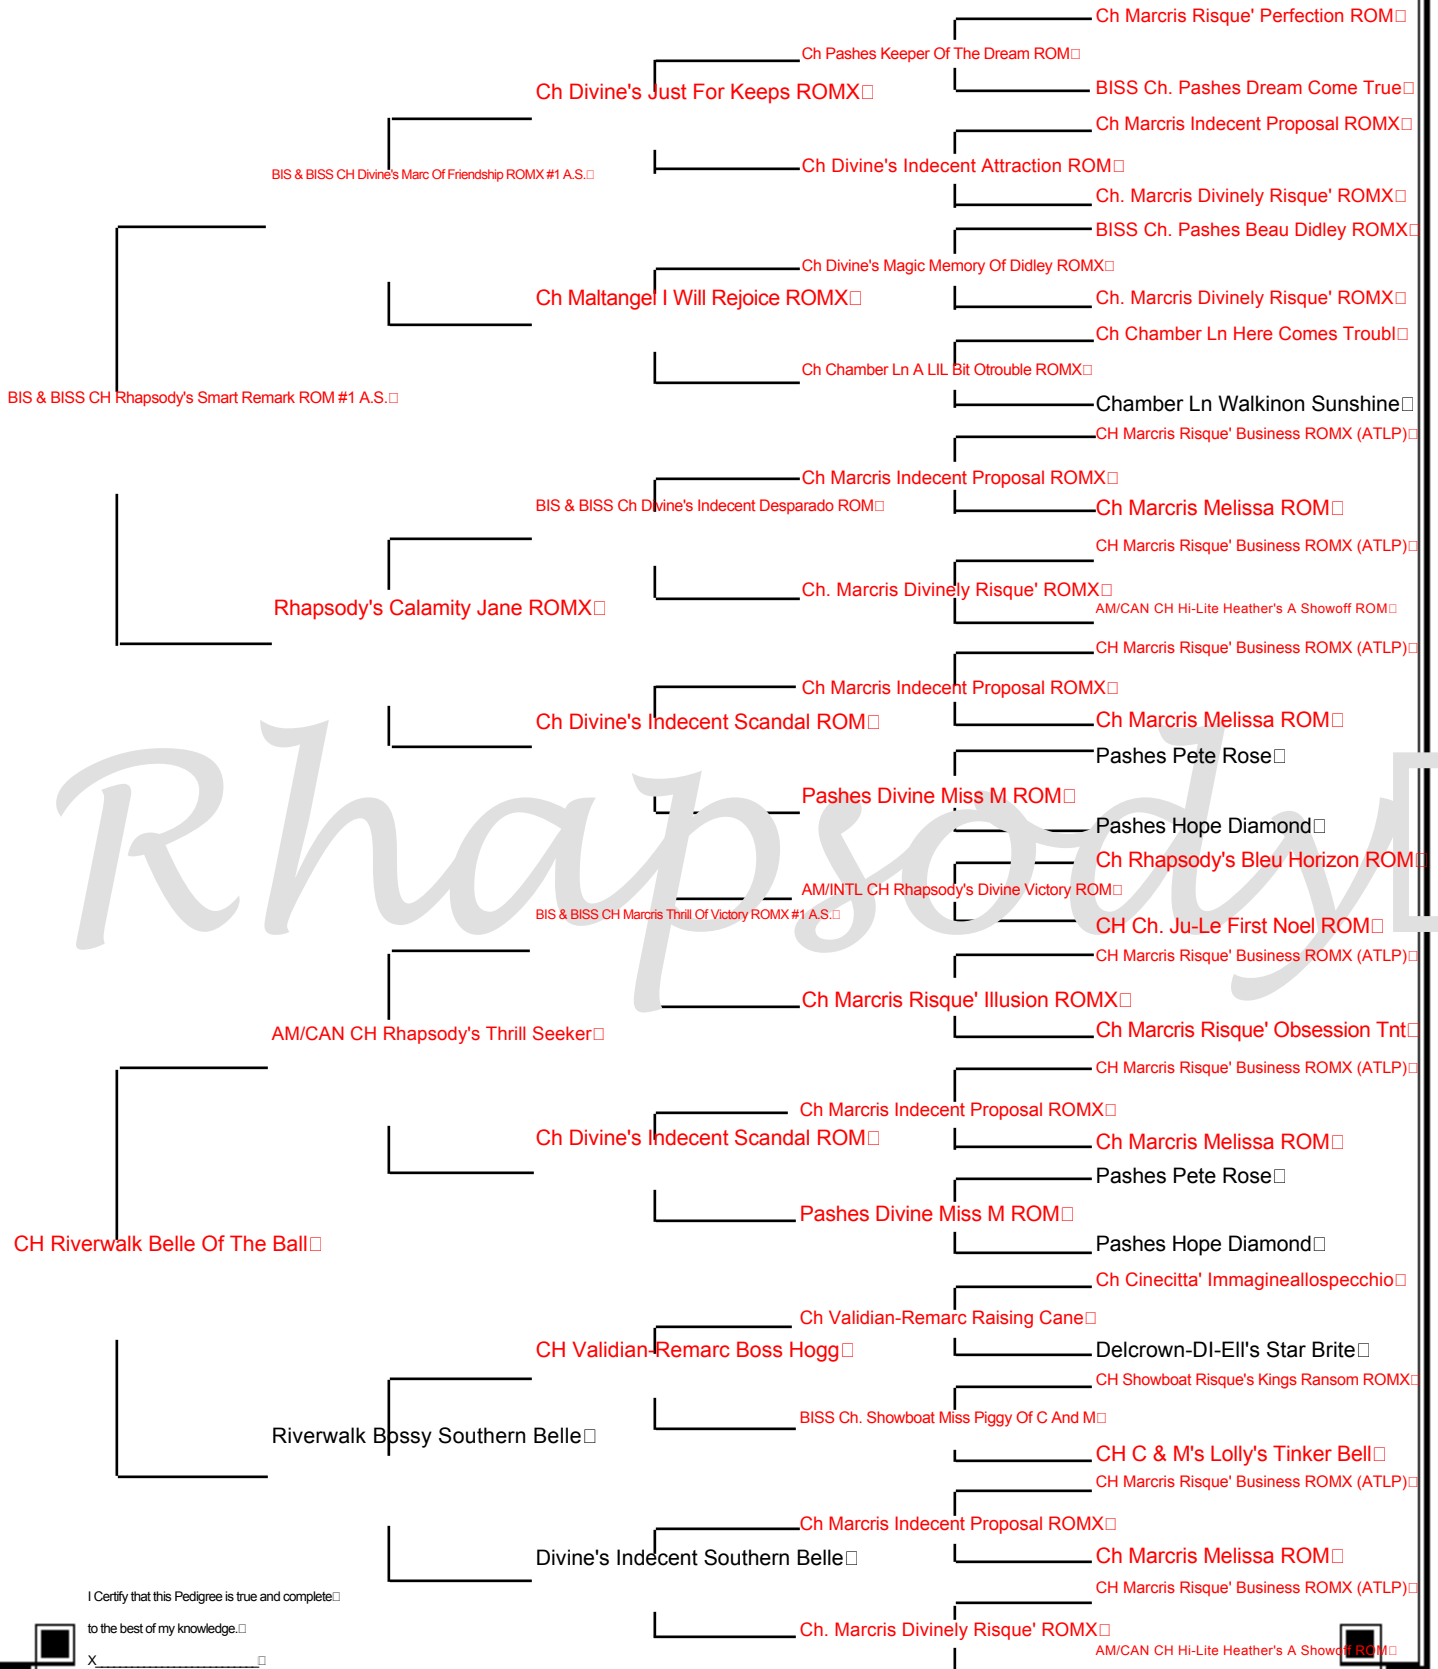 Ch Marcris Risque' Perfection ROM
Ch Pashes Keeper Of The Dream ROM
Ch Divine's Just For Keeps ROMX
BISS Ch. Pashes Dream Come True
Ch Marcris Indecent Proposal ROMX
Ch Divine's Indecent Attraction ROM
BIS & BISS CH Divine's Marc Of Friendship ROMX #1 A.S.
Ch. Marcris Divinely Risque' ROMX
BISS Ch. Pashes Beau Didley ROMX
Ch Divine's Magic Memory Of Didley ROMX
Ch Maltangel I Will Rejoice ROMX
Ch. Marcris Divinely Risque' ROMX
Ch Chamber Ln Here Comes Troubl
Ch Chamber Ln A LIL Bit Otrouble ROMX
BIS & BISS CH Rhapsody's Smart Remark ROM #1 A.S.
Chamber Ln Walkinon Sunshine
CH Marcris Risque' Business ROMX (ATLP)
Ch Marcris Indecent Proposal ROMX
BIS & BISS Ch Divine's Indecent Desparado ROM
Ch Marcris Melissa ROM
CH Marcris Risque' Business ROMX (ATLP)
Ch. Marcris Divinely Risque' ROMX
Rhapsody's Calamity Jane ROMX
AM/CAN CH Hi-Lite Heather's A Showoff ROM
CH Marcris Risque' Business ROMX (ATLP)
Ch Marcris Indecent Proposal ROMX
Ch Divine's Indecent Scandal ROM
Ch Marcris Melissa ROM
Pashes Pete Rose
Pashes Divine Miss M ROM
Pashes Hope Diamond
Rhapsody
Ch Rhapsody's Bleu Horizon ROM
AM/INTL CH Rhapsody's Divine Victory ROM
BIS & BISS CH Marcris Thrill Of Victory ROMX #1 A.S.
CH Ch. Ju-Le First Noel ROM
CH Marcris Risque' Business ROMX (ATLP)
Ch Marcris Risque' Illusion ROMX
AM/CAN CH Rhapsody's Thrill Seeker
Ch Marcris Risque' Obsession Tnt
CH Marcris Risque' Business ROMX (ATLP)
Ch Marcris Indecent Proposal ROMX
Ch Divine's Indecent Scandal ROM
Ch Marcris Melissa ROM
Pashes Pete Rose
Pashes Divine Miss M ROM
CH Riverwalk Belle Of The Ball
Pashes Hope Diamond
Ch Cinecitta' Immagineallospecchio
Ch Validian-Remarc Raising Cane
CH Validian-Remarc Boss Hogg
Delcrown-DI-Ell's Star Brite
CH Showboat Risque's Kings Ransom ROMX
BISS Ch. Showboat Miss Piggy Of C And M
Riverwalk Bossy Southern Belle
CH C & M's Lolly's Tinker Bell
CH Marcris Risque' Business ROMX (ATLP)
Ch Marcris Indecent Proposal ROMX
Divine's Indecent Southern Belle
Ch Marcris Melissa ROM
CH Marcris Risque' Business ROMX (ATLP)
Ch. Marcris Divinely Risque' ROMX
AM/CAN CH Hi-Lite Heather's A Showoff ROM
I Certify that this Pedigree is true and complete
to the best of my knowledge.
X___________________________